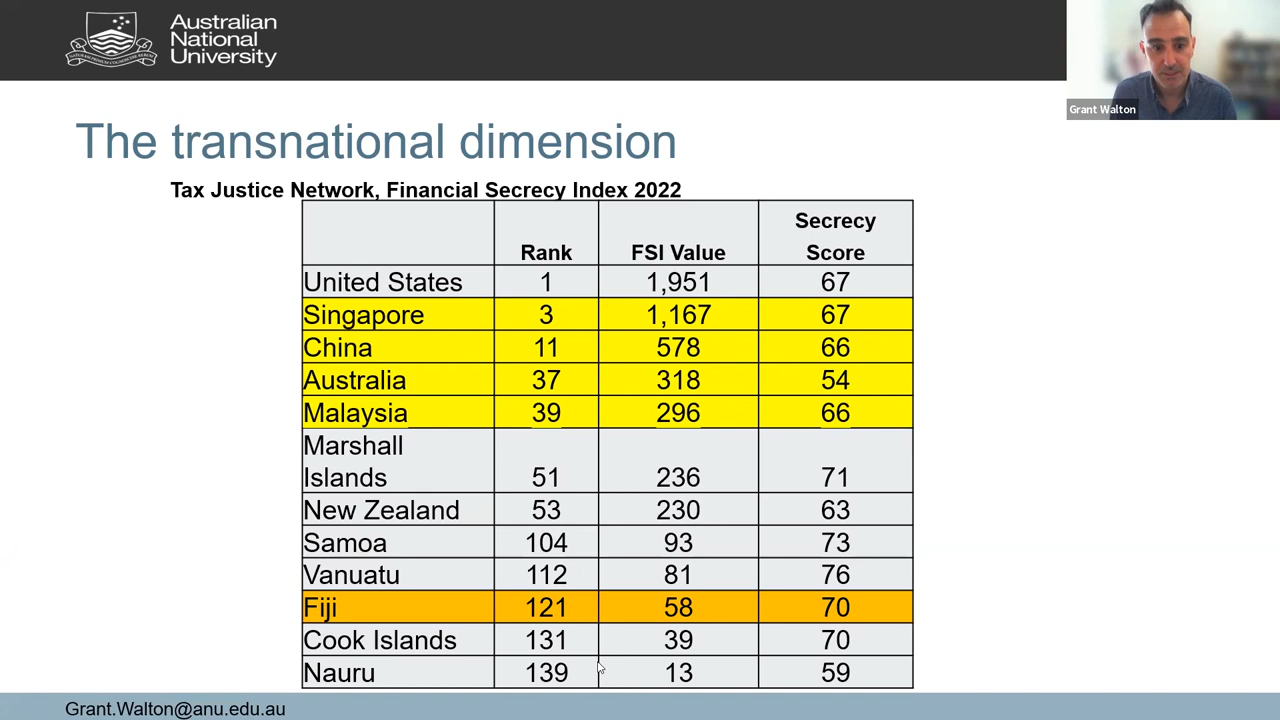 Australian
National
University
Grant Walton
The transnational dimension
Tax Justice Network, Financial Secrecy Index 2022
Rank FSI Value Secrecy Score
United States 1 1,951 67
Singapore 3 1,167 67
China 11 578 66
Australia 37 318 54
Malaysia 39 296 66
Marshall
Islands 51 236 71
New Zealand 53 230 63
Samoa 104 93 73
Vanuatu 112 81 76
Fiji 121 58 70
Cook Islands 131 39 70
Nauru 139 13 59
Grant.Walton@anu.edu.au